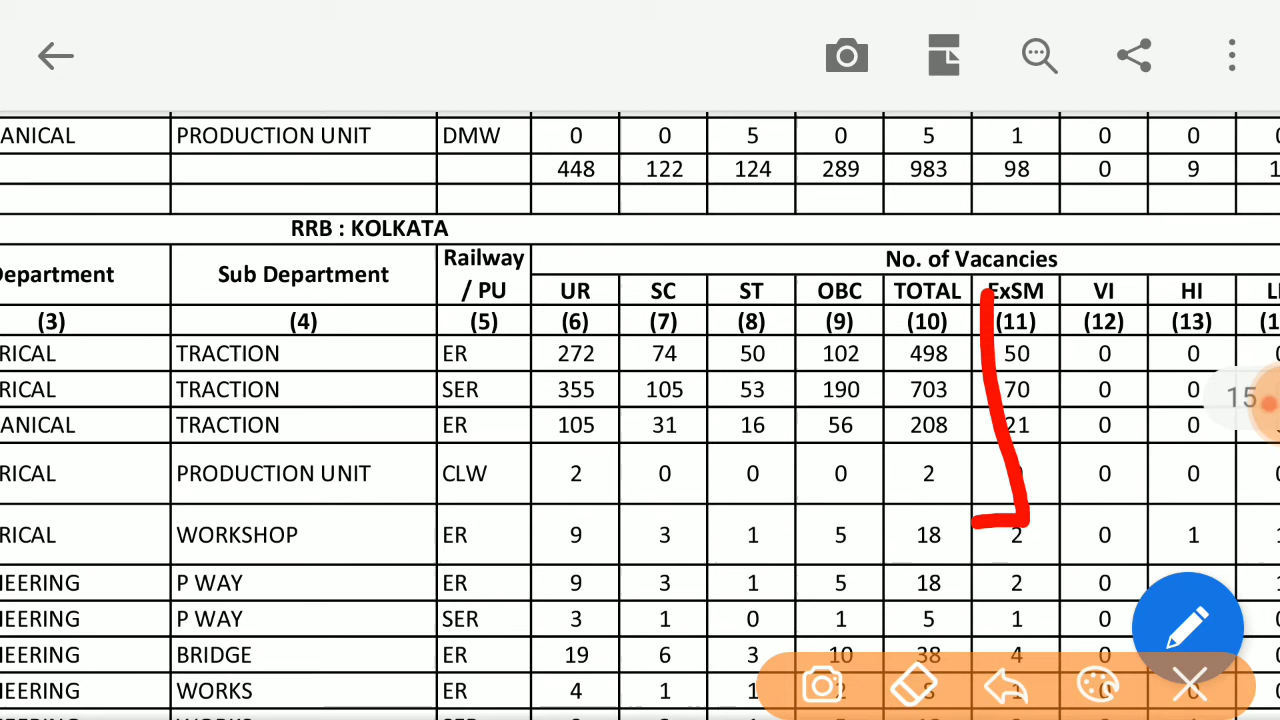 ANICAL PRODUCTION UNIT DMW 0 0 5 0 5 1 0 0
448 122 124 289 983 98 0 9 1
RRB : KOLKATA
Department Sub Department Railway / PU No. of Vacancies
UR SC ST OBC TOTAL ExSM VI HI
(3) (4) (5) (6) (7) (8) (9) (10) (11) (12) (13)
RICAL TRACTION ER 272 74 50 102 498 50 0 0
RICAL TRACTION SER 355 105 53 190 703 70 0 0
15
ANICAL TRACTION ER 105 31 16 56 208 21 0 0
RICAL PRODUCTION UNIT CLW 2 0 0 0 2 0 0
RICAL WORKSHOP ER 9 3 1 5 18 2 0 1
NEERING P WAY ER 9 3 1 5 18 2 0
NEERING P WAY SER 3 1 0 1 5 1 0
NEERING BRIDGE ER 19 6 3 10 38 4 0
NEERING WORKS ER 4 1 1 2 8 1 0 0